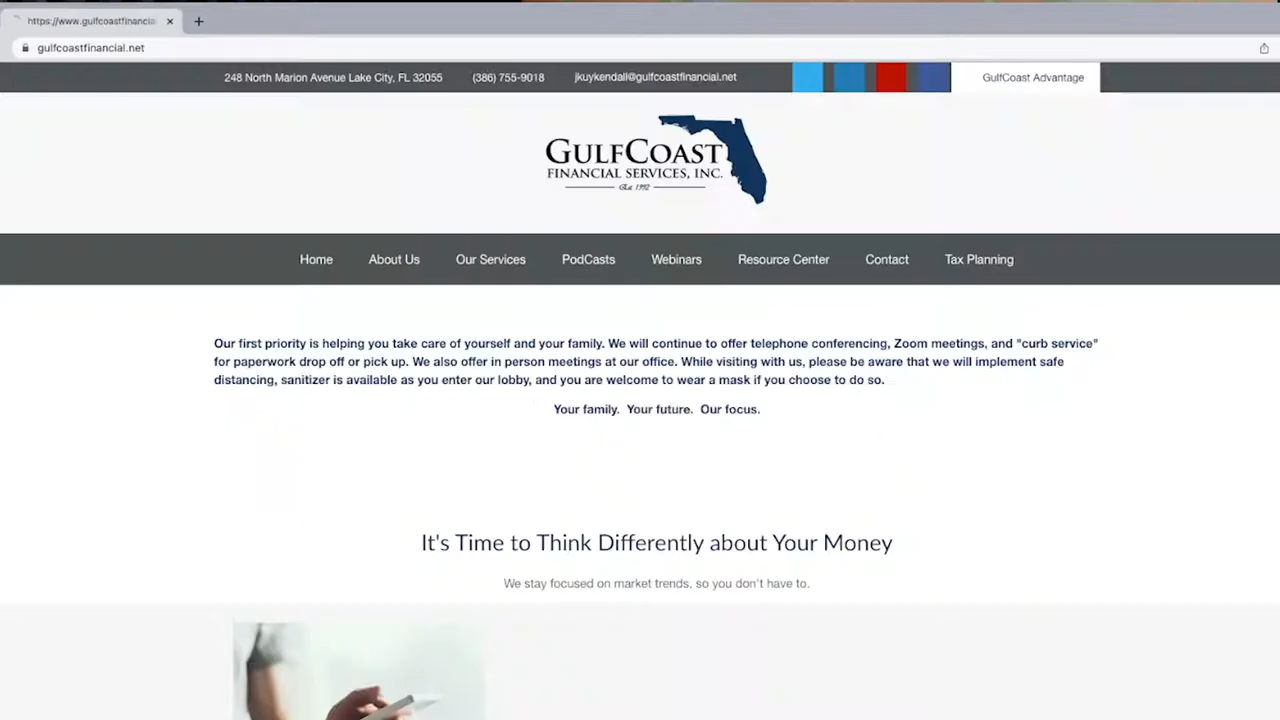 https://www.gulfcoastfinancia
gulfcoastfinancial.net
248 North Marion Avenue Lake City, FL 32055 (386) 755-9018 jkuykendall@gulfcoastfinancial.net GulfCoast Advantage
GULFCOAST
FINANCIAL SERVICES, INC.
Est. 1992
Home About Us Our Services PodCasts Webinars Resource Center Contact Tax Planning
Our first priority is helping you take care of yourself and your family. We will continue to offer telephone conferencing, Zoom meetings, and "curb service"
for paperwork drop off or pick up. We also offer in person meetings at our office. While visiting with us, please be aware that we will implement safe
distancing, sanitizer is available as you enter our lobby, and you are welcome to wear a mask if you choose to do so.
Your family. Your future. Our focus.
It's Time to Think Differently about Your Money
We stay focused on market trends, so you don't have to.